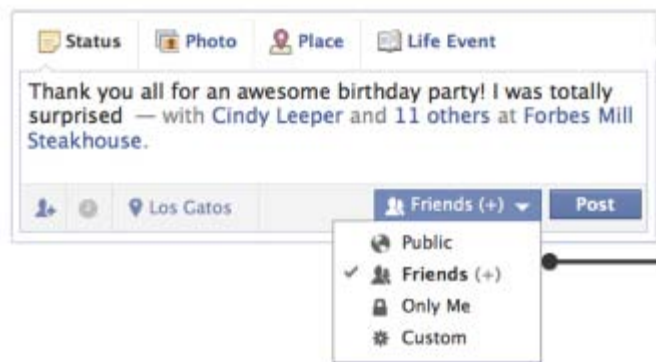 Status Photo Place Life Event
Thank you all for an awesome birthday party! I was totally
surprised — with Cindy Leeper and 11 others at Forbes Mill
Steakhouse.
Los Gatos Friends (+) Post
Public
Friends (+)
Only Me
Custom